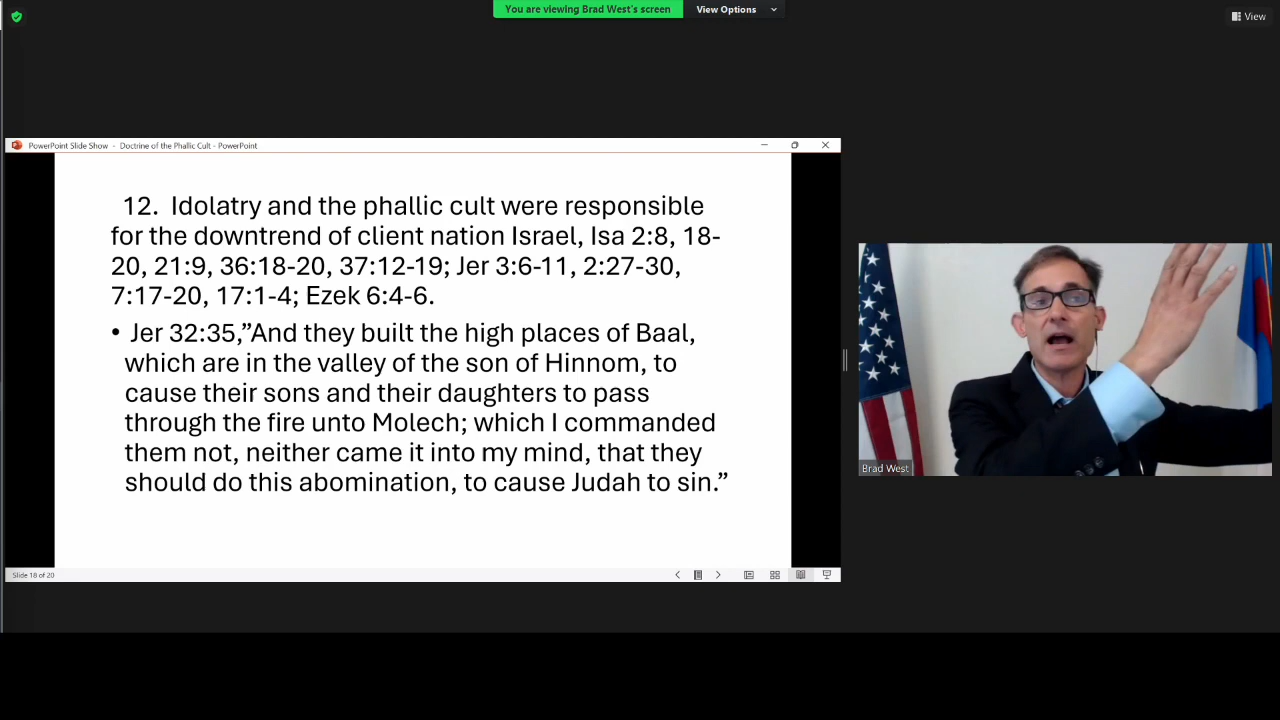 You are viewing Brad West's screen
View Options
View
PowerPoint Slide Show - Doctrine of the Phallic Cult - PowerPoint
12. Idolatry and the phallic cult were responsible
for the downtrend of client nation Israel, Isa 2:8, 18-
20, 21:9, 36:18-20, 37:12-19; Jer 3:6-11, 2:27-30,
7:17-20, 17:1-4; Ezek 6:4-6.
• Jer 32:35,”And they built the high places of Baal,
which are in the valley of the son of Hinnom, to
cause their sons and their daughters to pass
through the fire unto Molech; which I commanded
them not, neither came it into my mind, that they
should do this abomination, to cause Judah to sin.”
Brad West
Slide 18 of 20